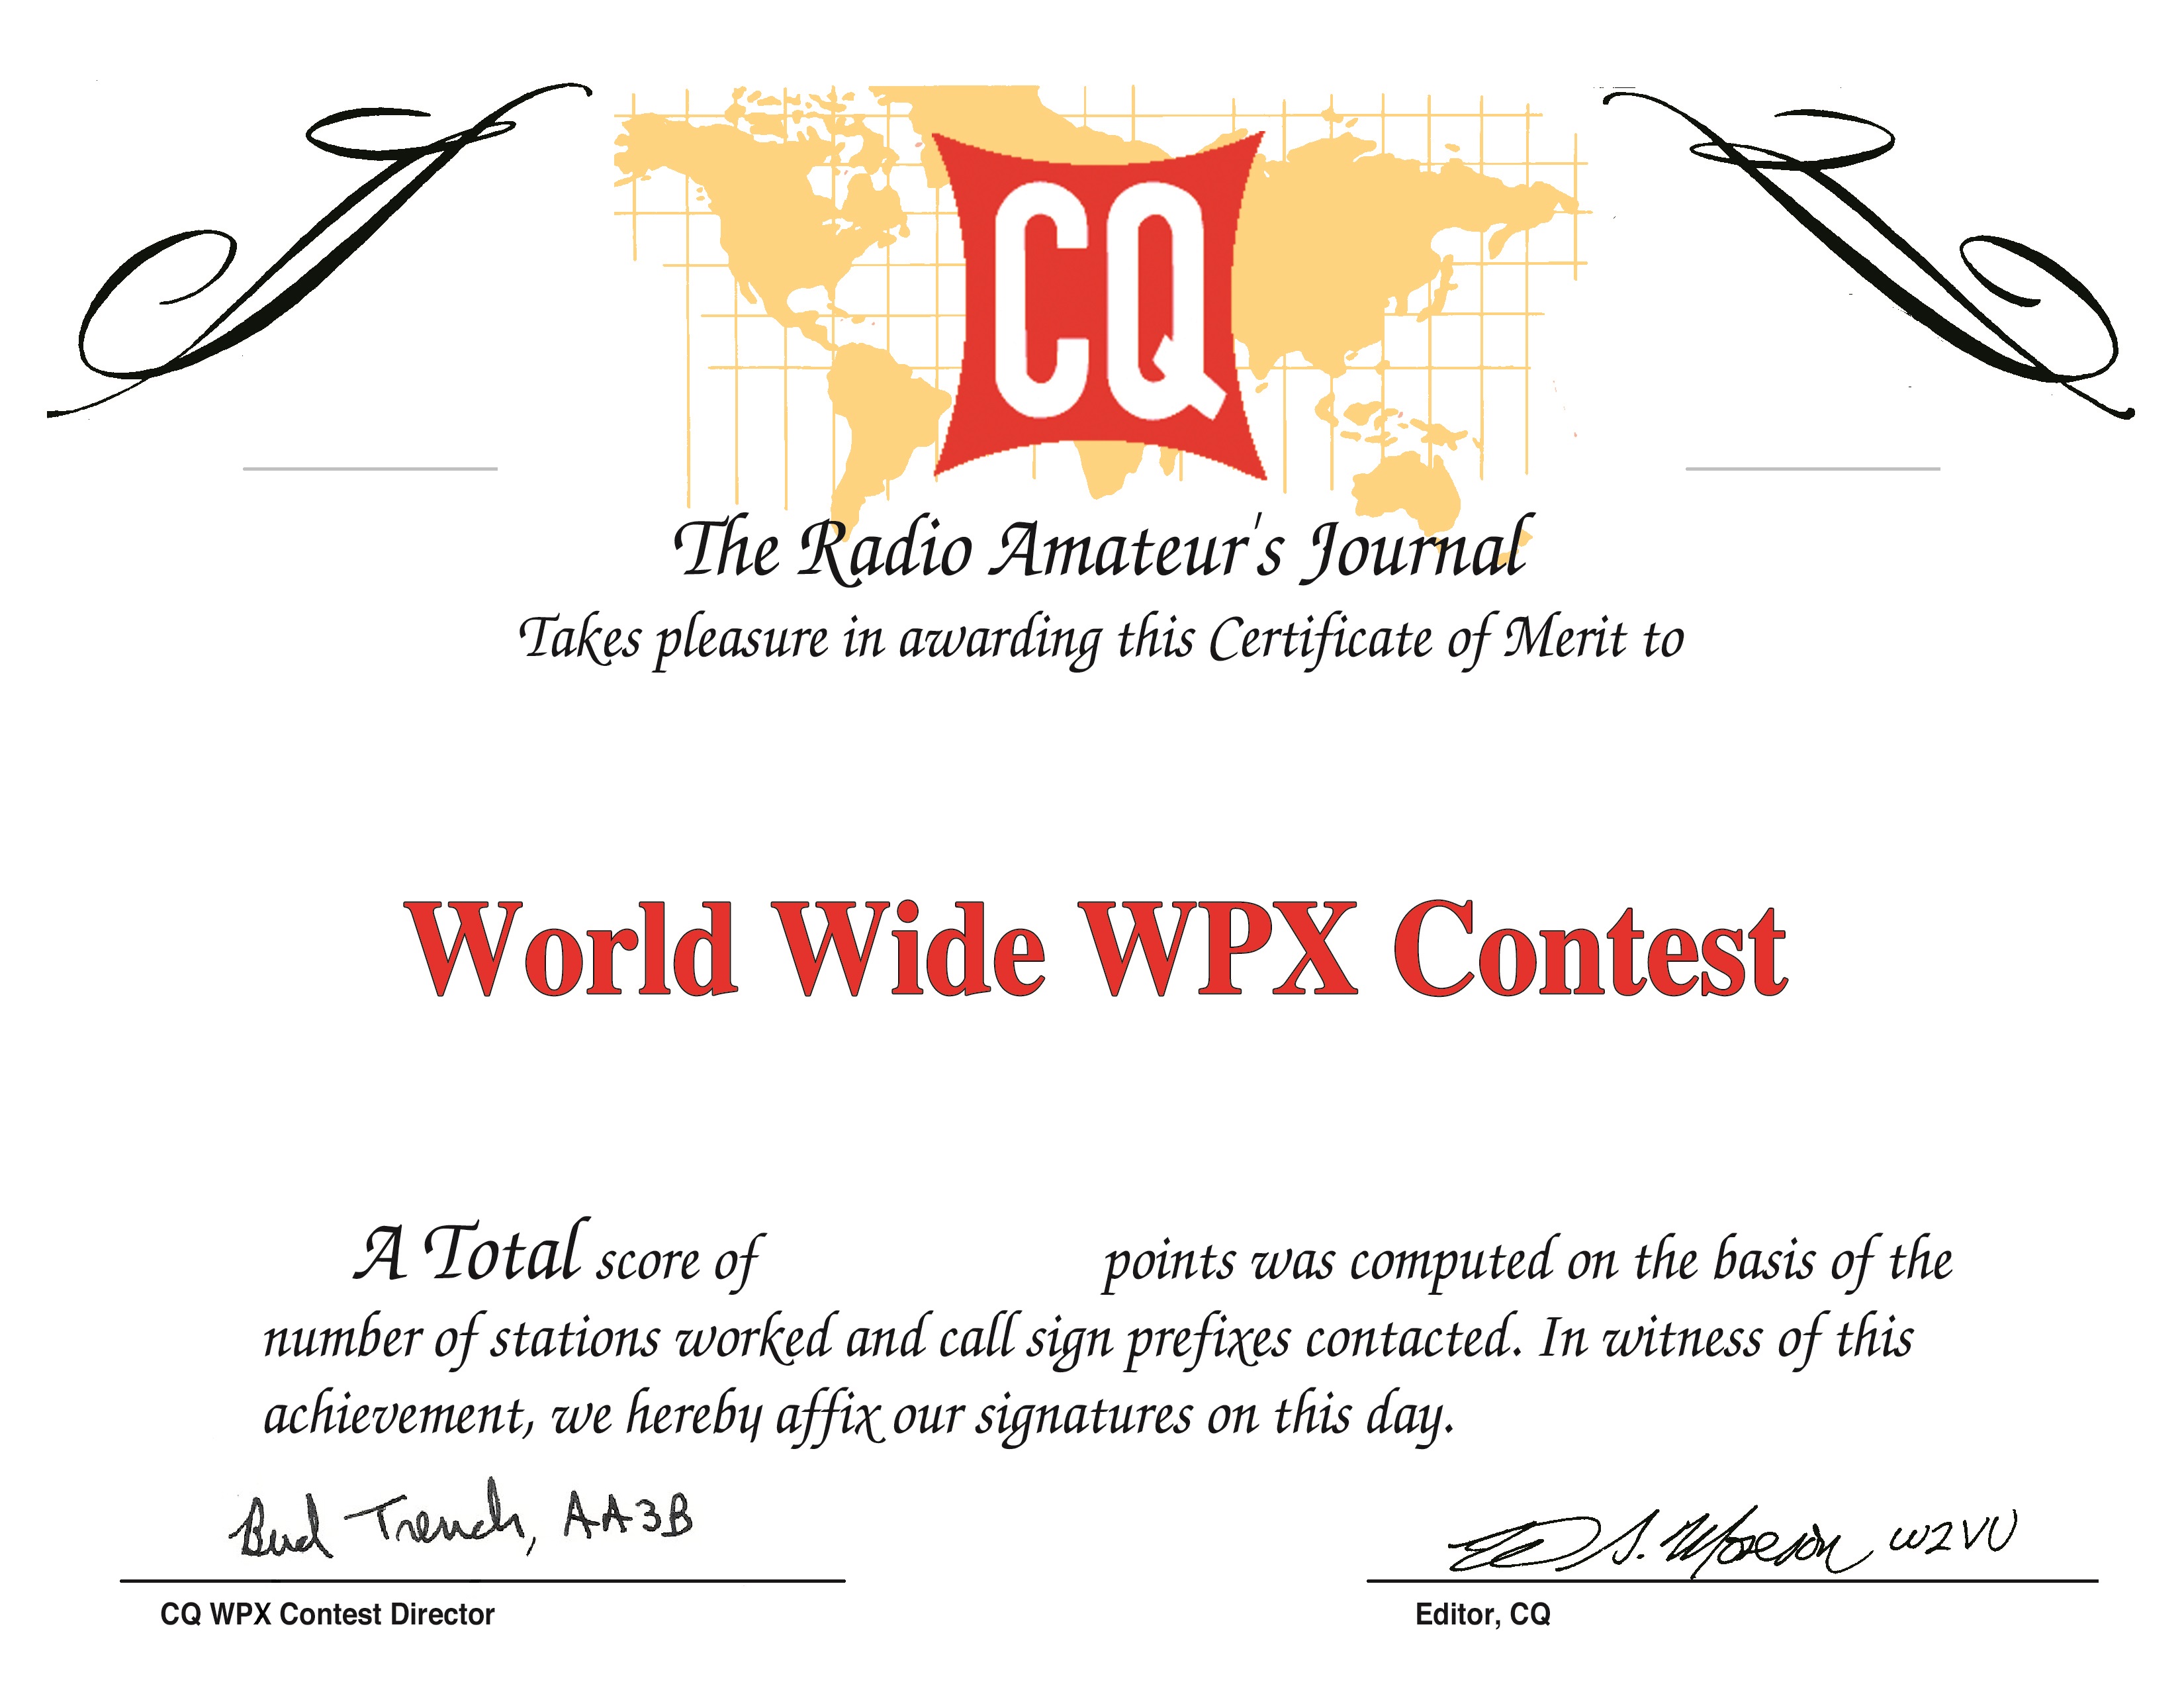 CQ
The Radio Amateur's Journal
Takes pleasure in awarding this Certificate of Merit to
World Wide WPX Contest
A Total score of points was computed on the basis of the
number of stations worked and call sign prefixes contacted. In witness of this
achievement, we hereby affix our signatures on this day.
Bud Trench, AA3B
S. Moseson W2VU
CQ WPX Contest Director
Editor, CQ